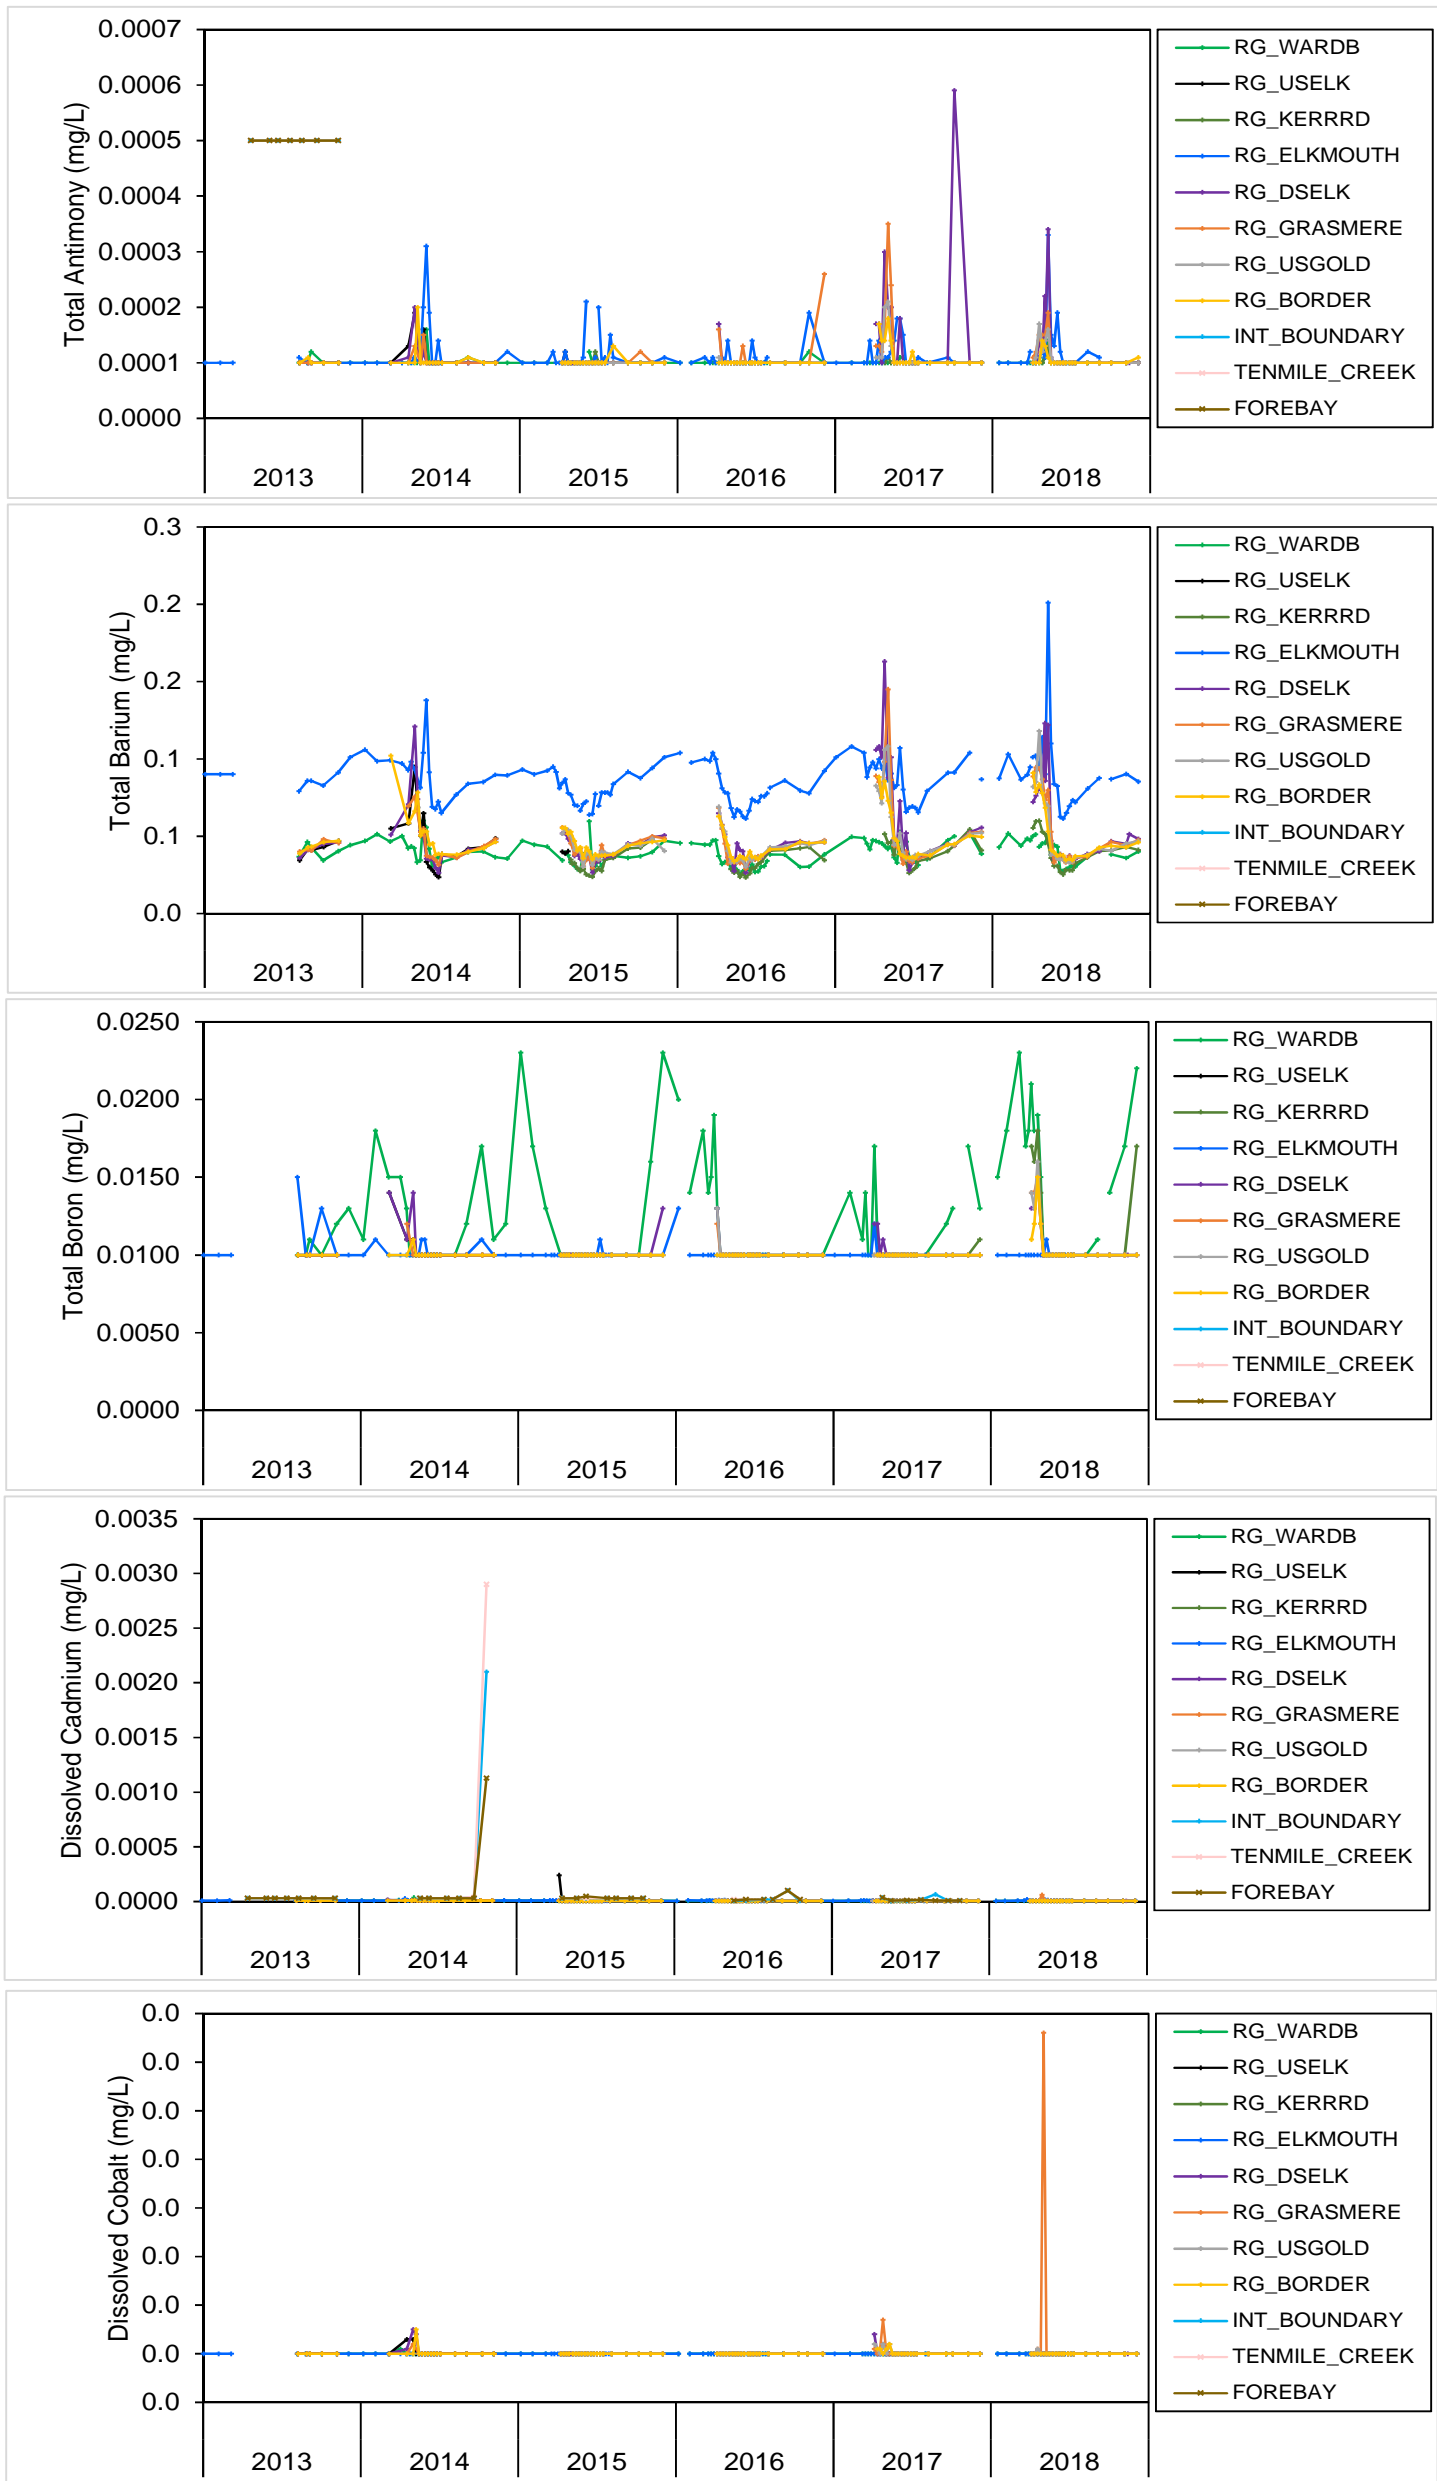 Total Antimony (mg/L)
0.0007
0.0006
0.0005
0.0004
0.0003
0.0002
0.0001
0.0000
2013 2014 2015 2016 2017 2018
RG_WARDB
RG_USELK
RG_KERRRD
RG_ELKMOUTH
RG_DSELK
RG_GRASMERE
RG_USGOLD
RG_BORDER
INT_BOUNDARY
TENMILE_CREEK
FOREBAY
Total Barium (mg/L)
0.3
0.2
0.2
0.1
0.1
0.0
2013 2014 2015 2016 2017 2018
RG_WARDB
RG_USELK
RG_KERRRD
RG_ELKMOUTH
RG_DSELK
RG_GRASMERE
RG_USGOLD
RG_BORDER
INT_BOUNDARY
TENMILE_CREEK
FOREBAY
Total Boron (mg/L)
0.0250
0.0200
0.0150
0.0100
0.0050
0.0000
2013 2014 2015 2016 2017 2018
RG_WARDB
RG_USELK
RG_KERRRD
RG_ELKMOUTH
RG_DSELK
RG_GRASMERE
RG_USGOLD
RG_BORDER
INT_BOUNDARY
TENMILE_CREEK
FOREBAY
Dissolved Cadmium (mg/L)
0.0035
0.0030
0.0025
0.0020
0.0015
0.0010
0.0005
0.0000
2013 2014 2015 2016 2017 2018
RG_WARDB
RG_USELK
RG_KERRRD
RG_ELKMOUTH
RG_DSELK
RG_GRASMERE
RG_USGOLD
RG_BORDER
INT_BOUNDARY
TENMILE_CREEK
FOREBAY
Dissolved Cobalt (mg/L)
0.0
0.0
0.0
0.0
0.0
0.0
0.0
0.0
0.0
2013 2014 2015 2016 2017 2018
RG_WARDB
RG_USELK
RG_KERRRD
RG_ELKMOUTH
RG_DSELK
RG_GRASMERE
RG_USGOLD
RG_BORDER
INT_BOUNDARY
TENMILE_CREEK
FOREBAY